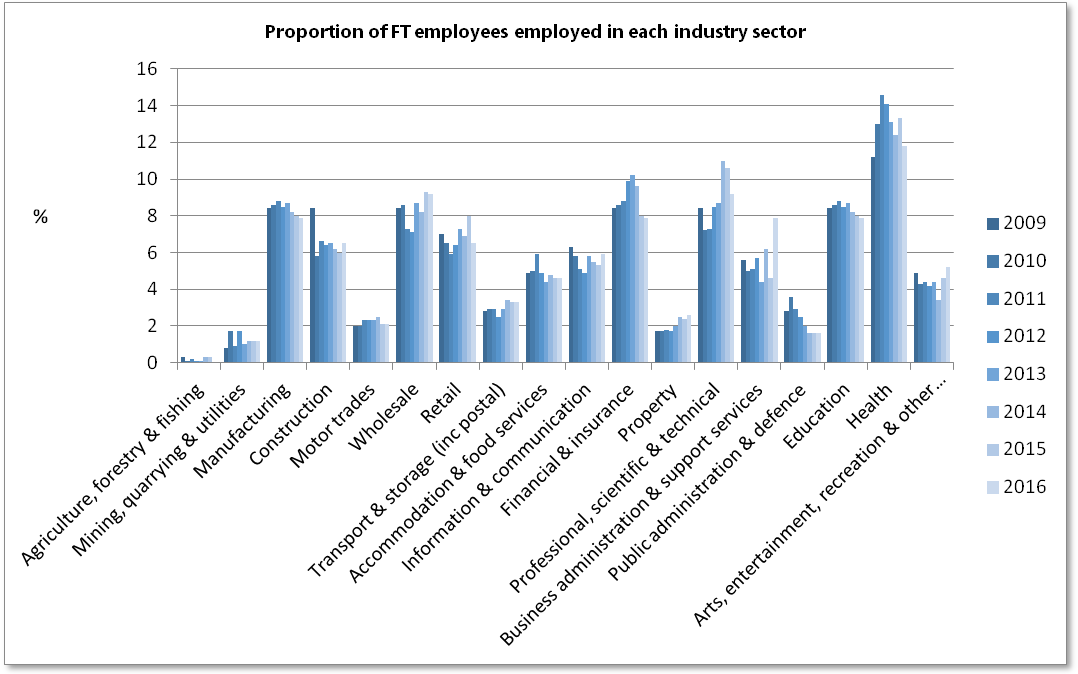 Proportion of FT employees employed in each industry sector
16
14
12
10
8
6
4
2
0
%
Agriculture, forestry & fishing
Mining, quarrying & utilities
Manufacturing
Construction
Motor trades
Wholesale
Retail
Transport & storage (inc postal)
Accommodation & food services
Information & communication
Financial & insurance
Property
Professional, scientific & technical
Business administration & support services
Public administration & defence
Education
Health
Arts, entertainment, recreation & other...
2009
2010
2011
2012
2013
2014
2015
2016